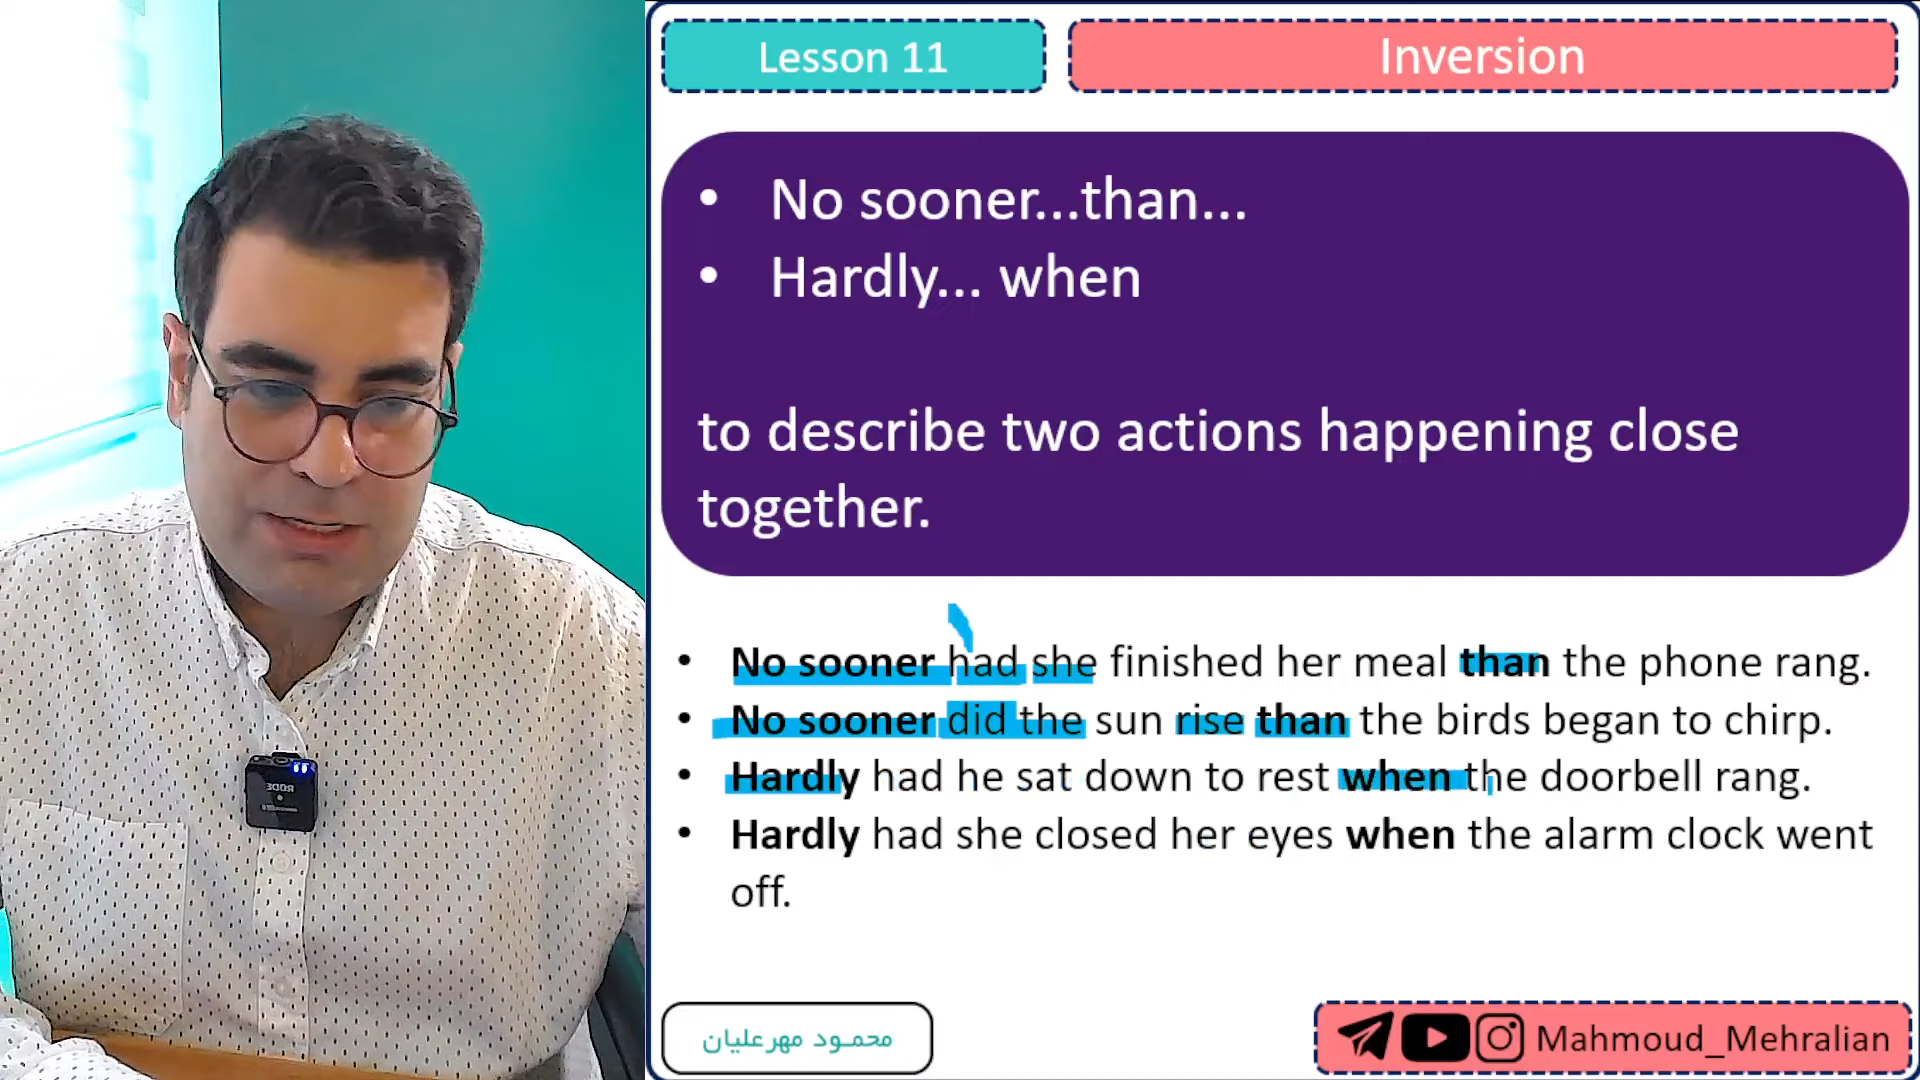 Lesson 11
Inversion
• No sooner...than...
• Hardly... when
to describe two actions happening close
together.
• No sooner had she finished her meal than the phone rang.
• No sooner did the sun rise than the birds began to chirp.
• Hardly had he sat down to rest when the doorbell rang.
• Hardly had she closed her eyes when the alarm clock went
off.
محمود مهرعلیان
Mahmoud_Mehralian
RODE